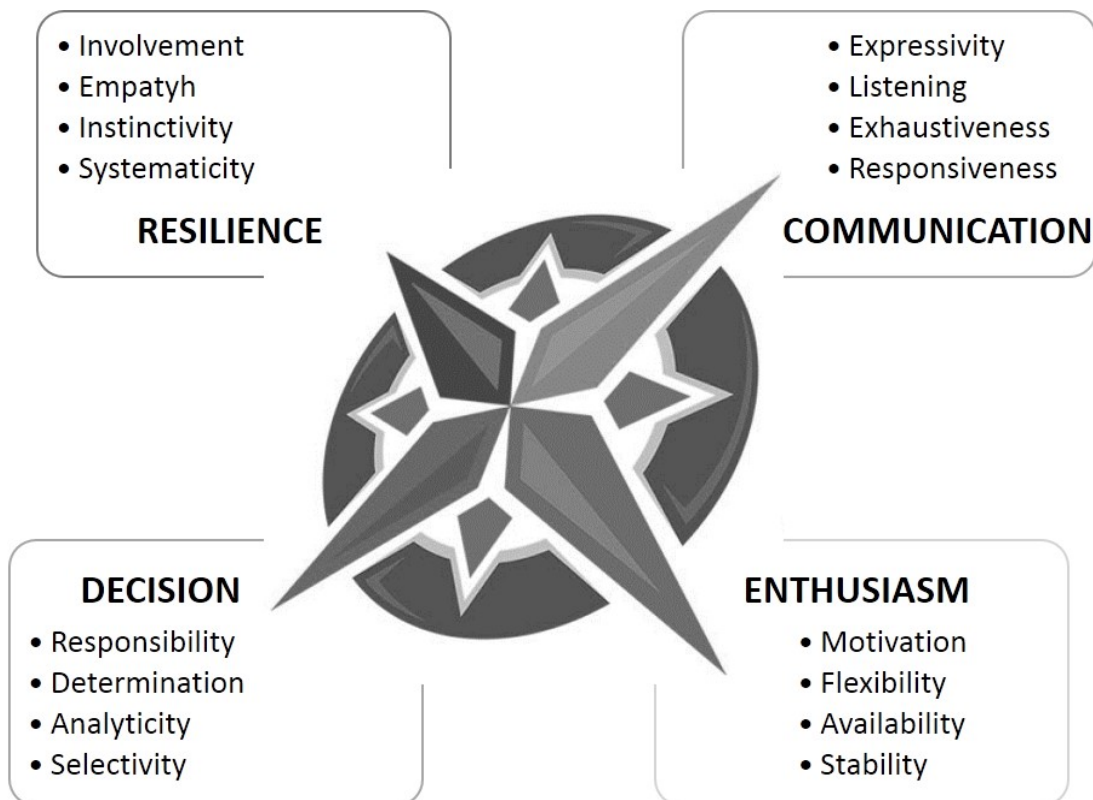 • Involvement
• Empatyh
• Instinctivity
• Systematicity
RESILIENCE
• Expressivity
• Listening
• Exhaustiveness
• Responsiveness
COMMUNICATION
DECISION
• Responsibility
• Determination
• Analyticity
• Selectivity
ENTHUSIASM
• Motivation
• Flexibility
• Availability
• Stability